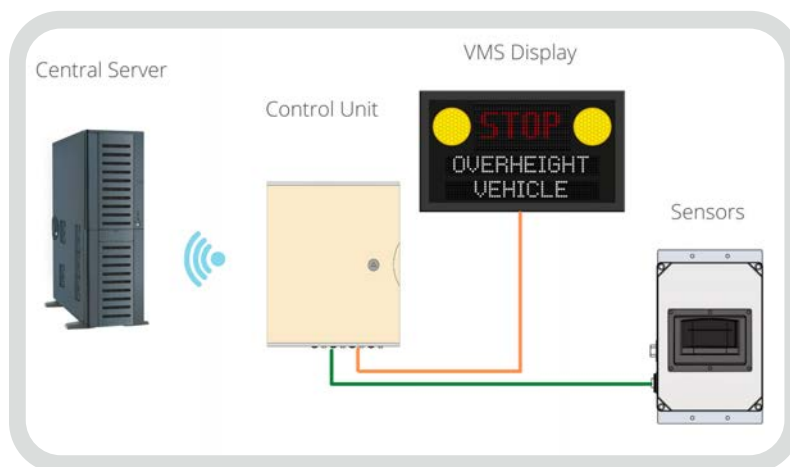 Central Server
Control Unit
VMS Display
STOP
OVERHEIGHT
VEHICLE
Sensors